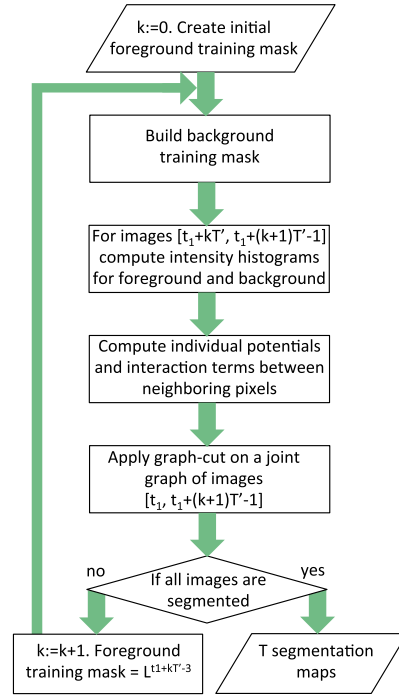 k:=0. Create initial
foreground training mask
Build background
training mask
For images [t₁+kT’, t₁+(k+1)T’-1]
compute intensity histograms
for foreground and background
Compute individual potentials
and interaction terms between
neighboring pixels
Apply graph-cut on a joint
graph of images
[t₁, t₁+(k+1)T’-1]
If all images are
segmented
no
yes
k:=k+1. Foreground
training mask = Lᵗ¹⁺ᵏᵀ’⁻³
T segmentation
maps